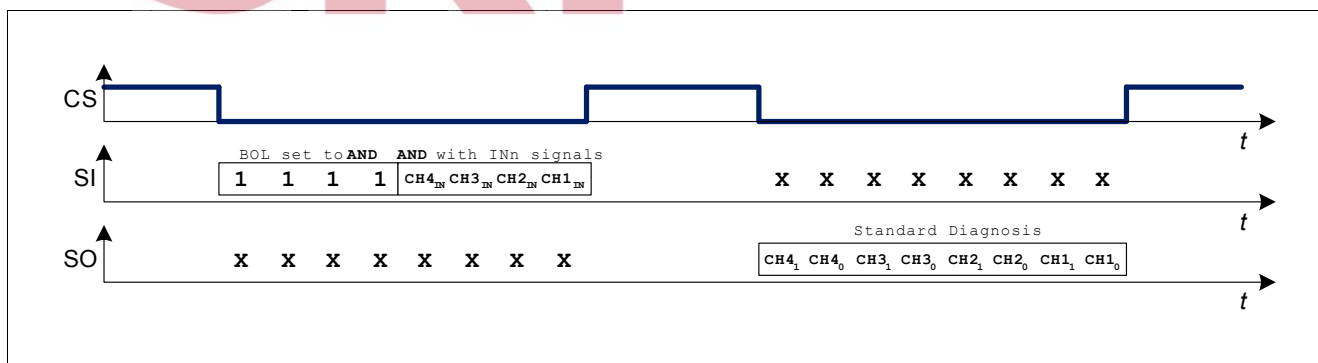 CS
t
BOL set to AND AND with INn signals
SI
1 1 1 1 CH4IN CH3IN CH2IN CH1IN
X X X X X X X X
t
Standard Diagnosis
SO
X X X X X X X X
CH41 CH40 CH31 CH30 CH21 CH20 CH11 CH10
t